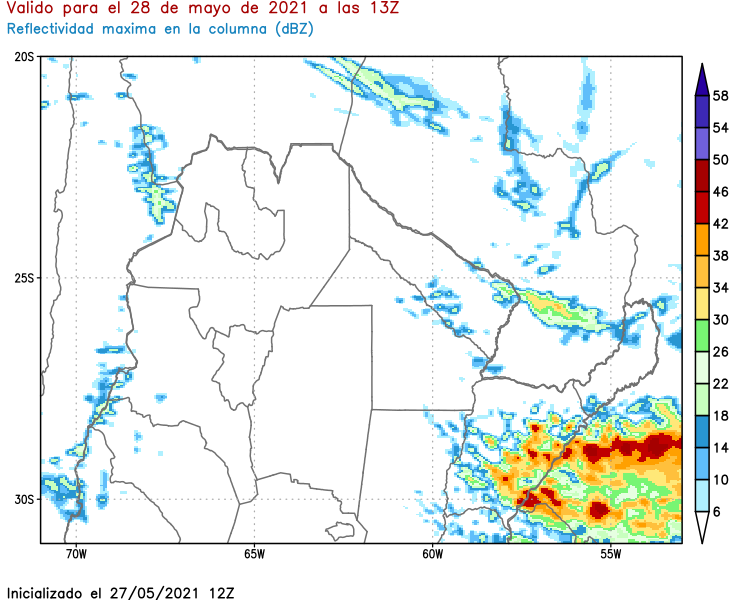 Valido para el 28 de mayo de 2021 a las 13Z
Reflectividad maxima en la columna (dBZ)
20S
25S
30S
70W
65W
60W
55W
58
54
50
46
42
38
34
30
26
22
18
14
10
6
Inicializado el 27/05/2021 12Z